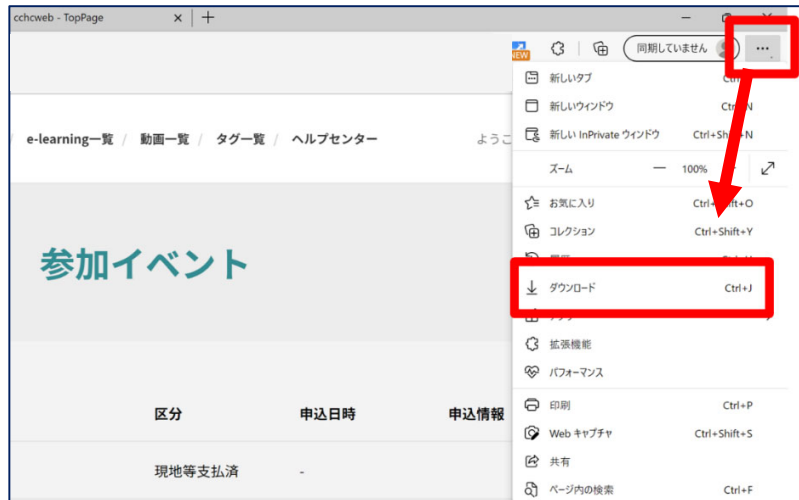 cchcweb - TopPage
NEW
同期していません
e-learning一覧 / 動画一覧 / タグ一覧 / ヘルプセンター
ようこ
参加イベント
区分 申込日時 申込情報
現地等支払済 -
新しいタブ
新しいウィンドウ
新しい InPrivate ウィンドウ Ctrl+Sh
ズーム 100%
お気に入り
コレクション Ctrl+Shift+Y
ダウンロード Ctrl+J
拡張機能
パフォーマンス
印刷 Ctrl+P
Web キャプチャ Ctrl+Shift+S
共有
ページ内の検索 Ctrl+F